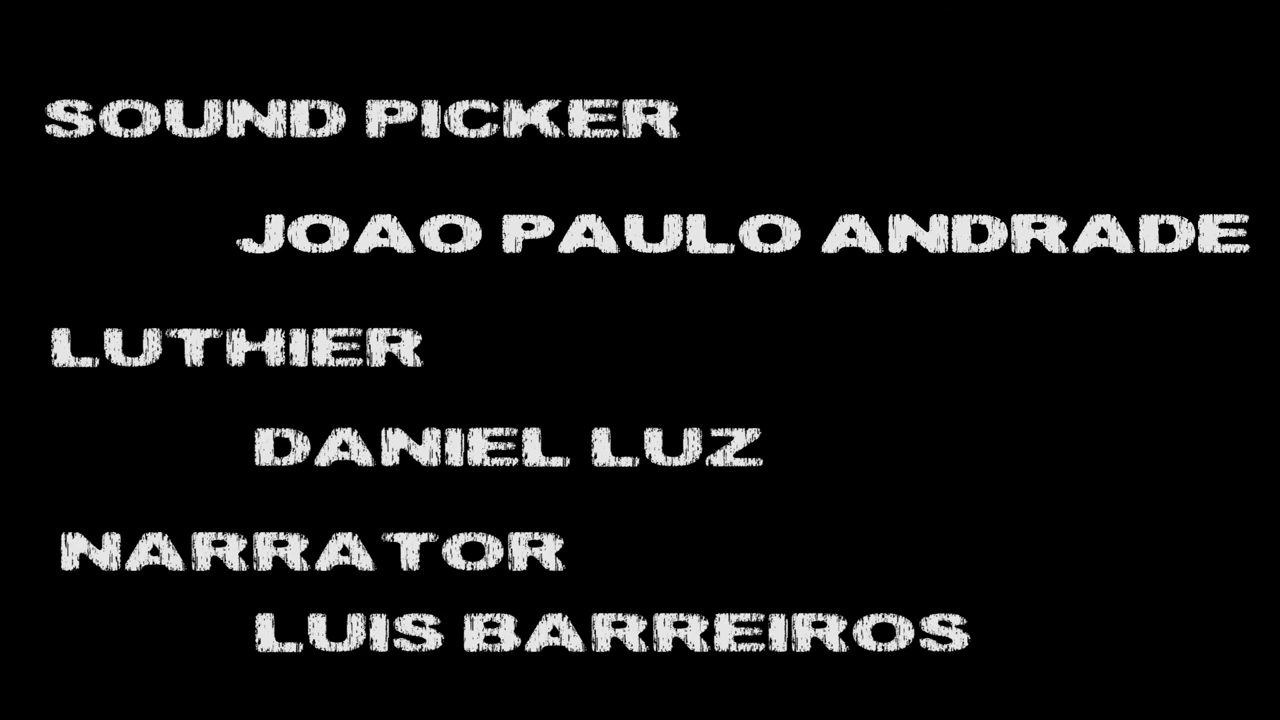 SOUND PICKER
JOAO PAULO ANDRADE
LUTHIER
DANIEL LUZ
NARRATOR
LUIS BARREIROS